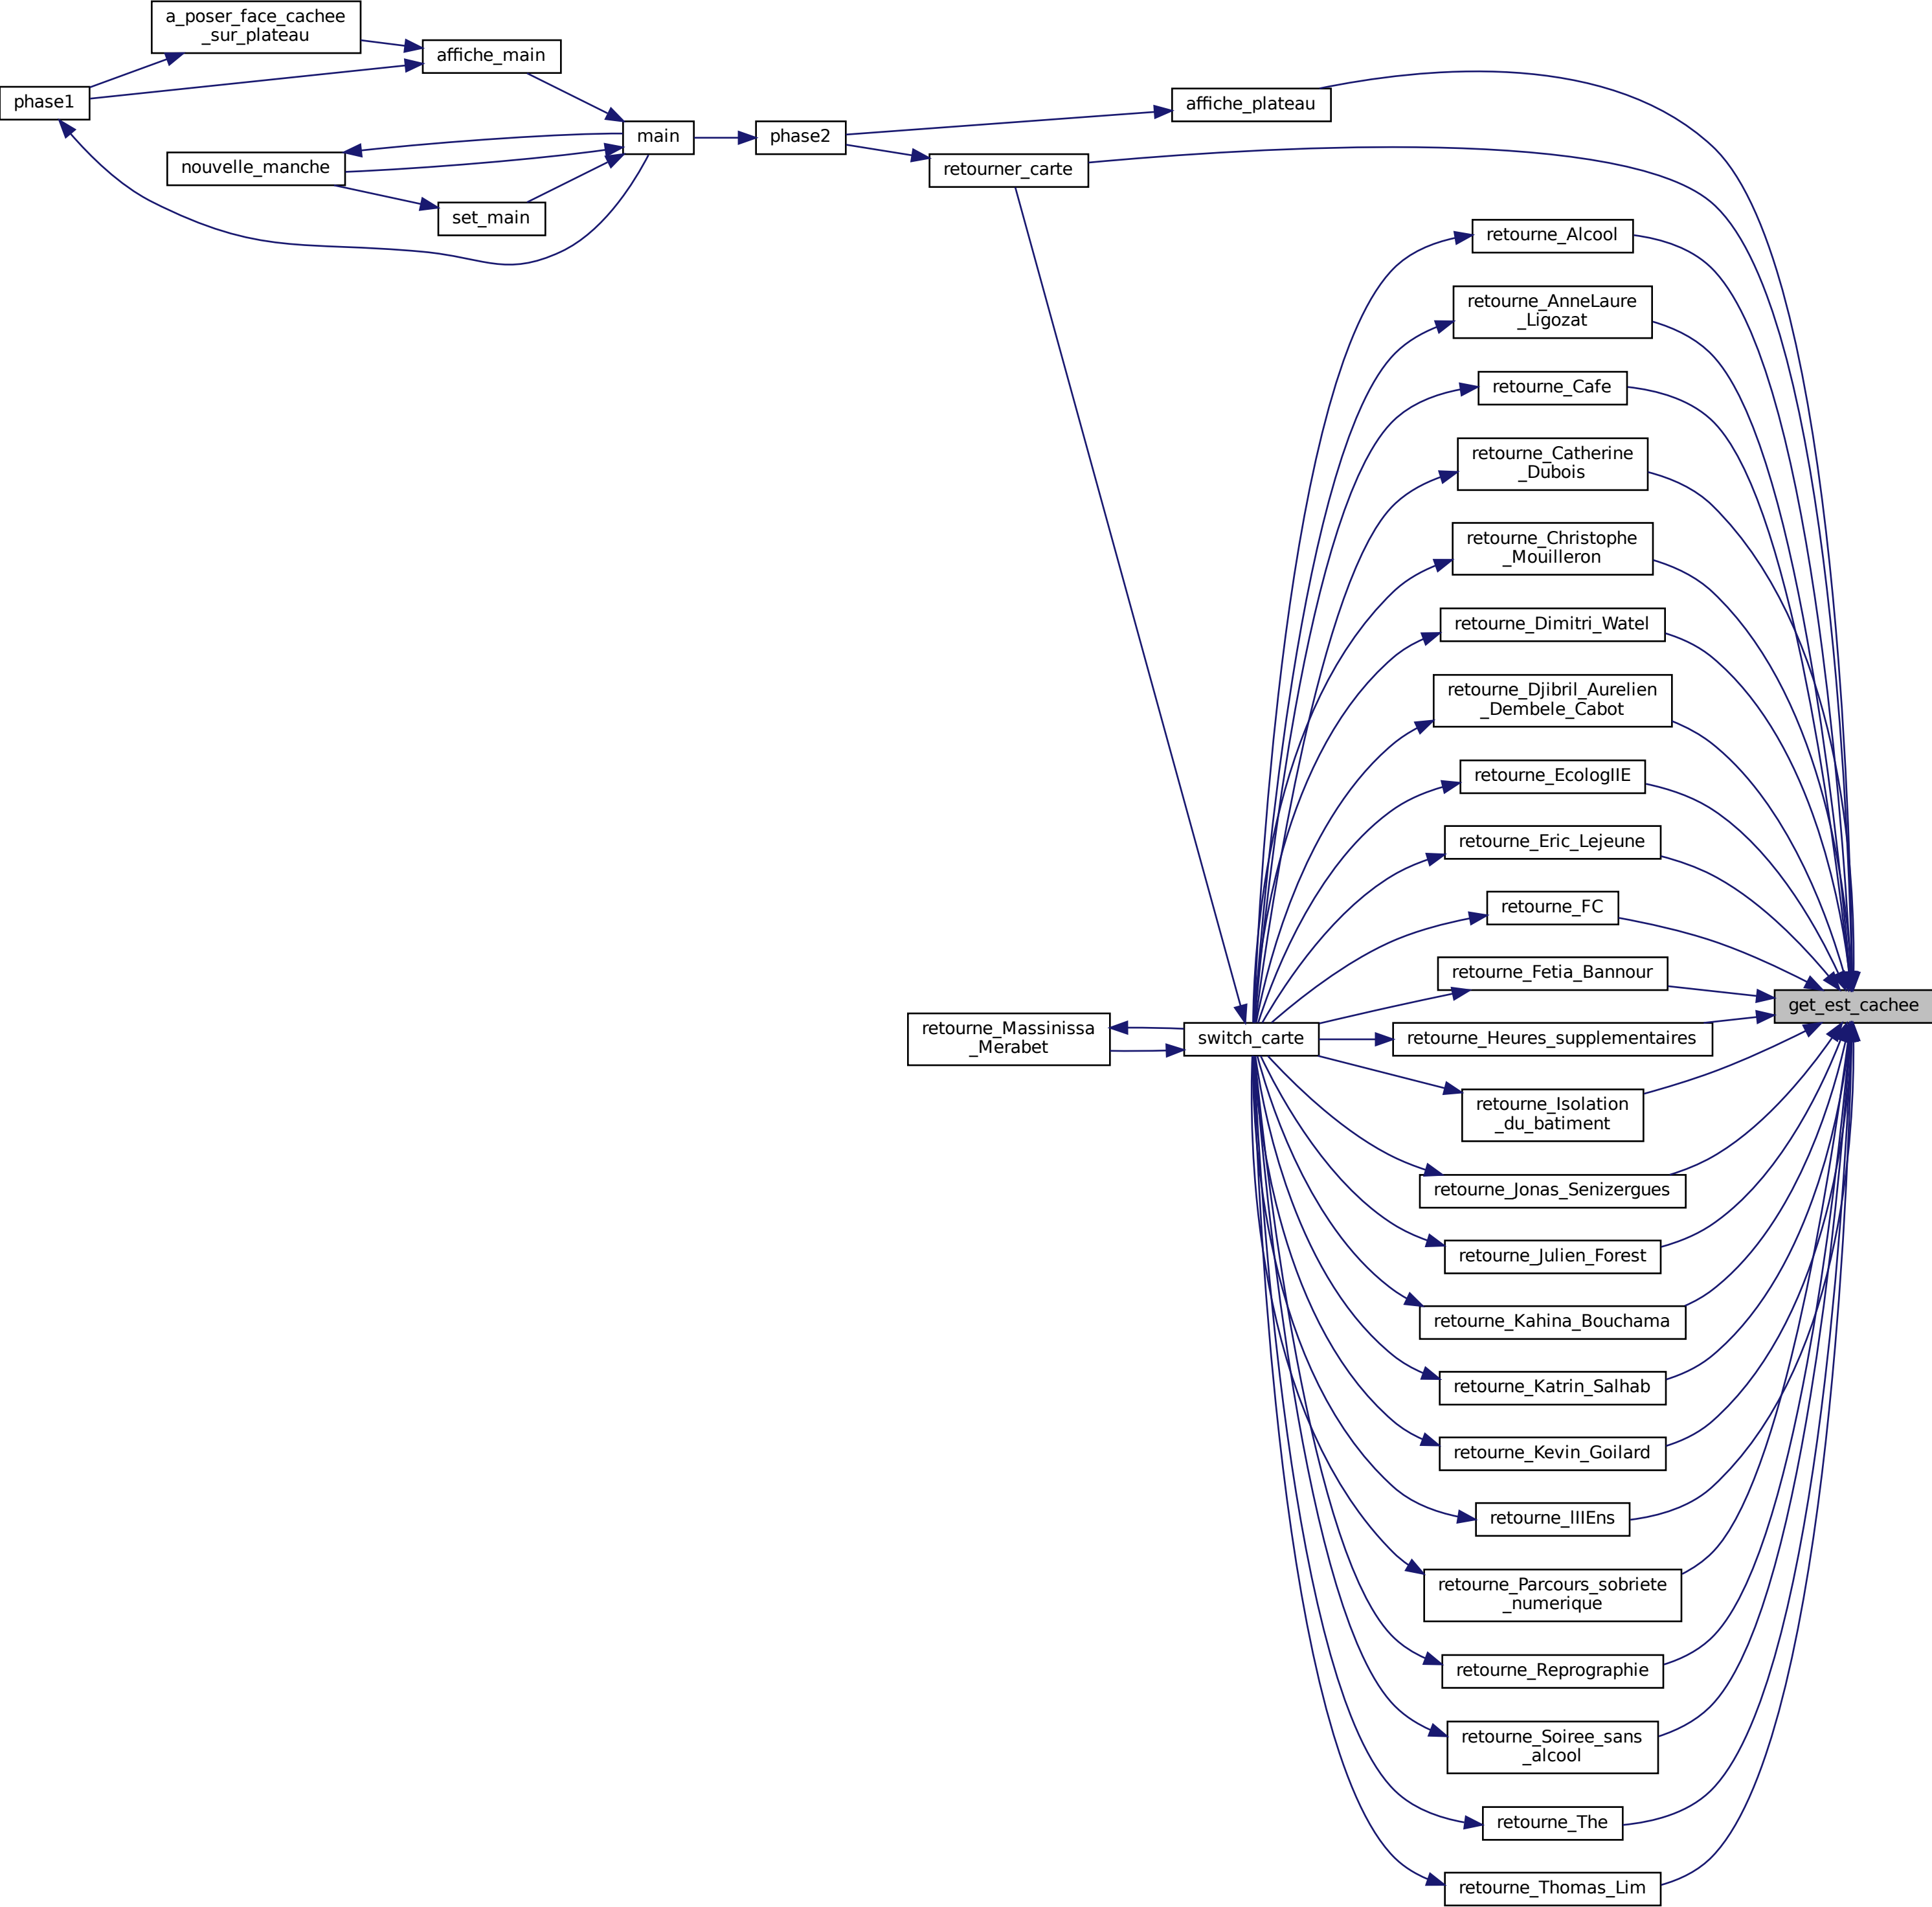 a_poser_face_cachee
_sur_plateau
affiche_main
phase1
main
phase2
nouvelle_manche
set_main
affiche_plateau
retourner_carte
retourne_Alcool
retourne_AnneLaure
_Ligozat
retourne_Cafe
retourne_Catherine
_Dubois
retourne_Christophe
_Mouilleron
retourne_Dimitri_Watel
retourne_Djibril_Aurelien
_Dembele_Cabot
retourne_EcologIIE
retourne_Eric_Lejeune
retourne_FC
retourne_Fetia_Bannour
get_est_cachee
retourne_Massinissa
_Merabet
switch_carte
retourne_Heures_supplementaires
retourne_Isolation
_du_batiment
retourne_Jonas_Senizergues
retourne_Julien_Forest
retourne_Kahina_Bouchama
retourne_Katrin_Salhab
retourne_Kevin_Goilard
retourne_lIIEns
retourne_Parcours_sobriete
_numerique
retourne_Reprographie
retourne_Soiree_sans
_alcool
retourne_The
retourne_Thomas_Lim